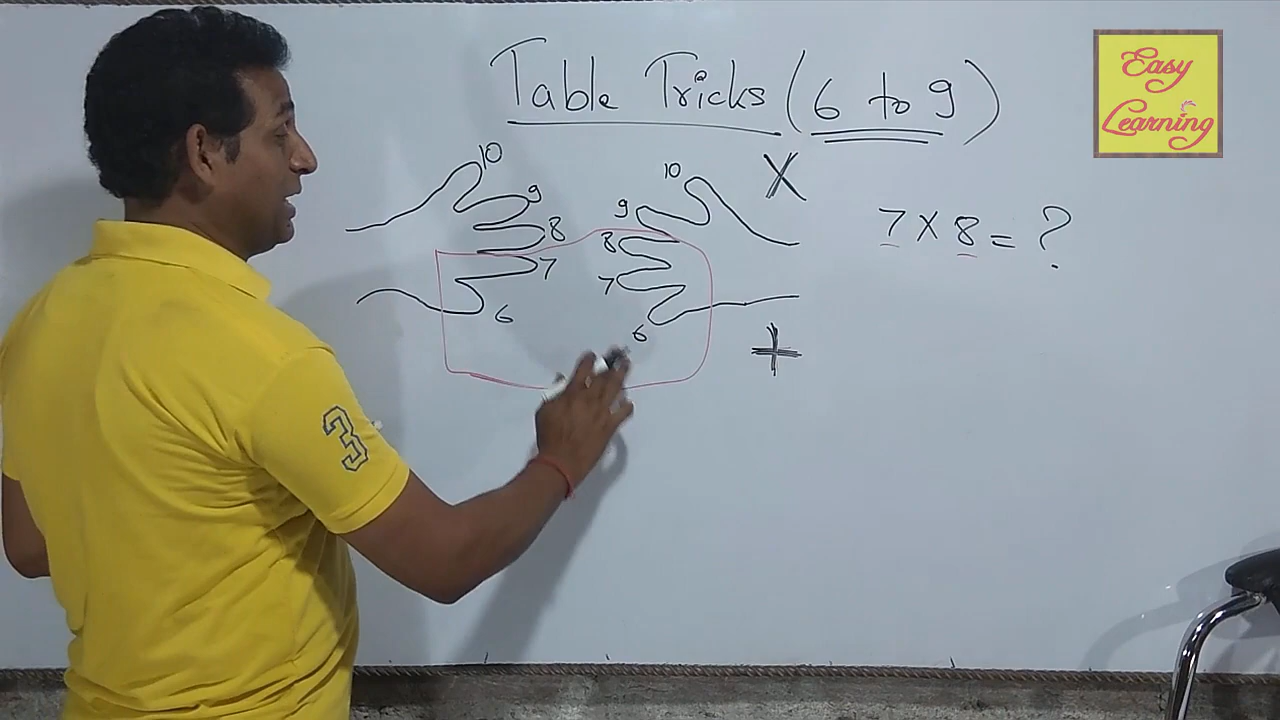 Table Tricks (6 to 9)
Easy
Learning
10
9
8
7
6
10
9
8
7
6
X
+
7 X 8 = ?
3